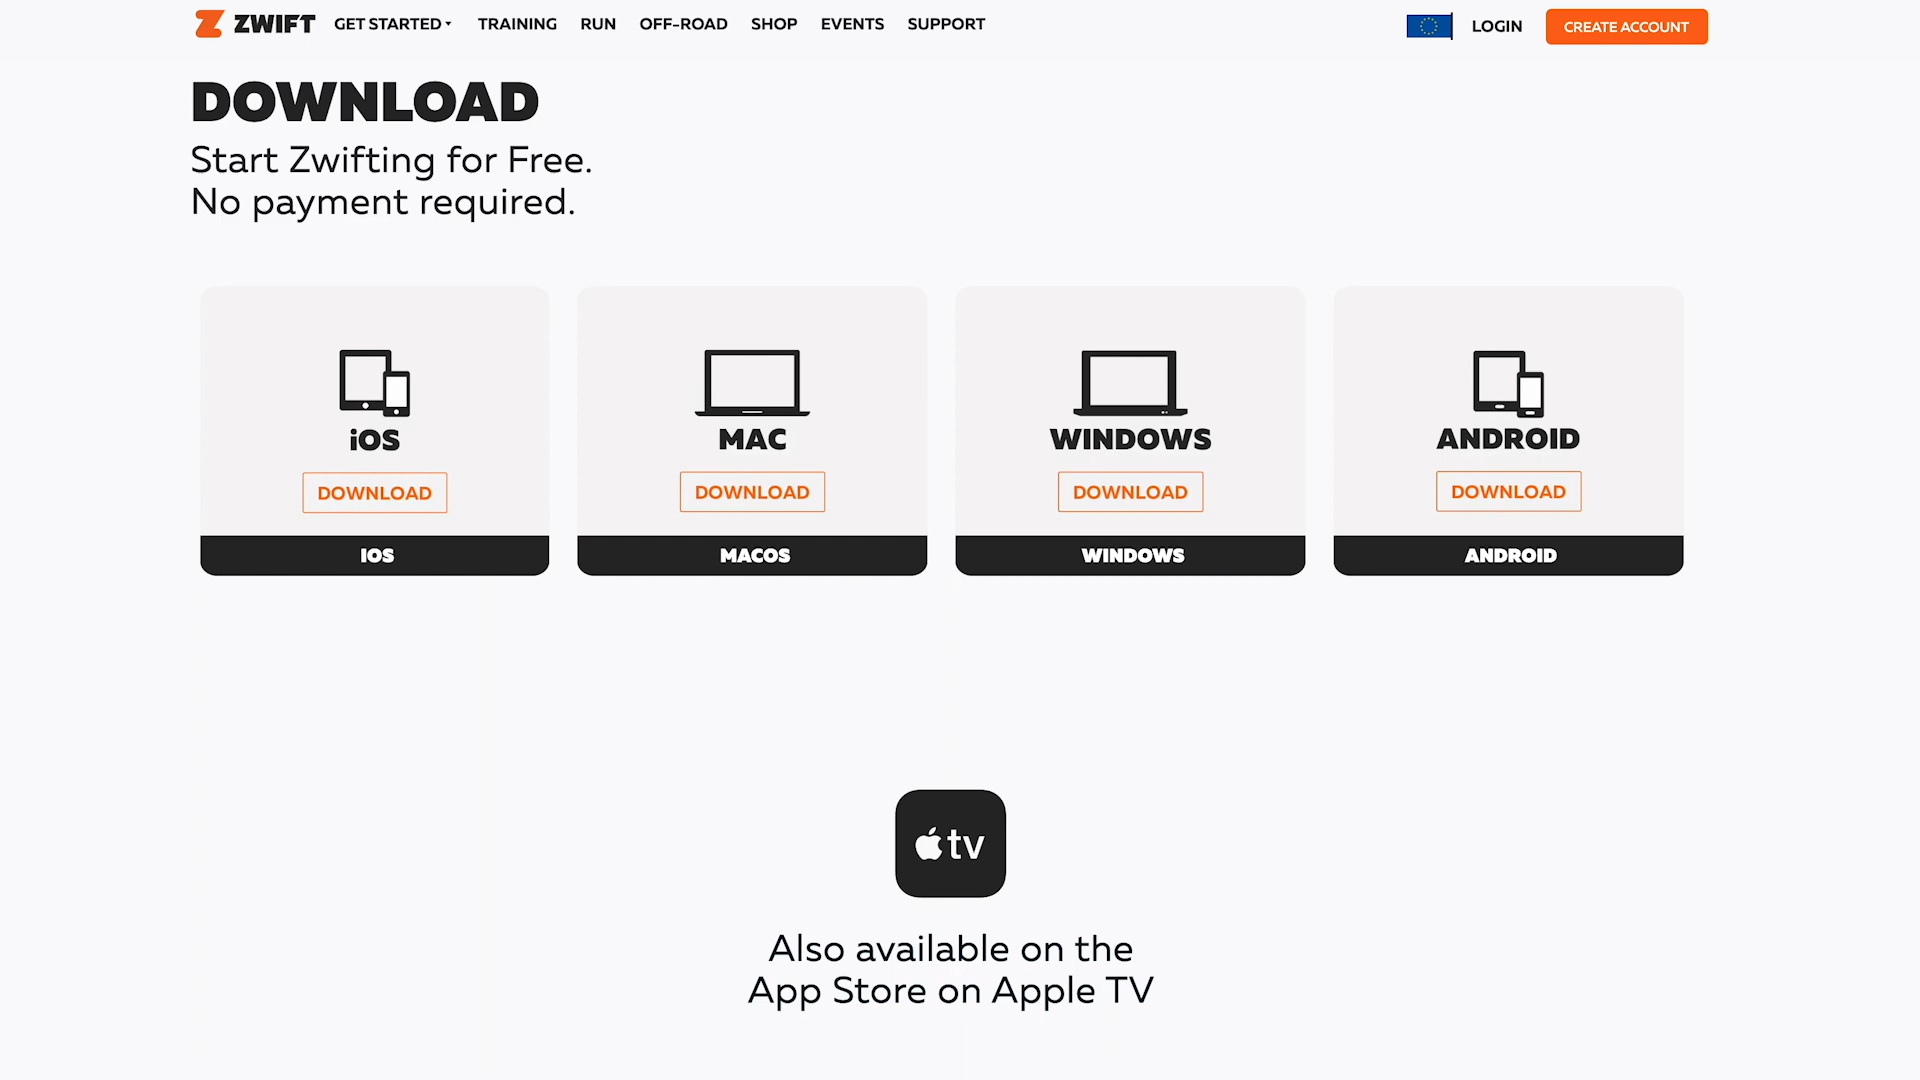 ZWIFT GET STARTED TRAINING RUN OFF-ROAD SHOP EVENTS SUPPORT LOGIN CREATE ACCOUNT
DOWNLOAD
Start Zwifting for Free.
No payment required.
iOS MAC WINDOWS ANDROID
DOWNLOAD DOWNLOAD DOWNLOAD DOWNLOAD
IOS MACOS WINDOWS ANDROID
tv
Also available on the
App Store on Apple TV